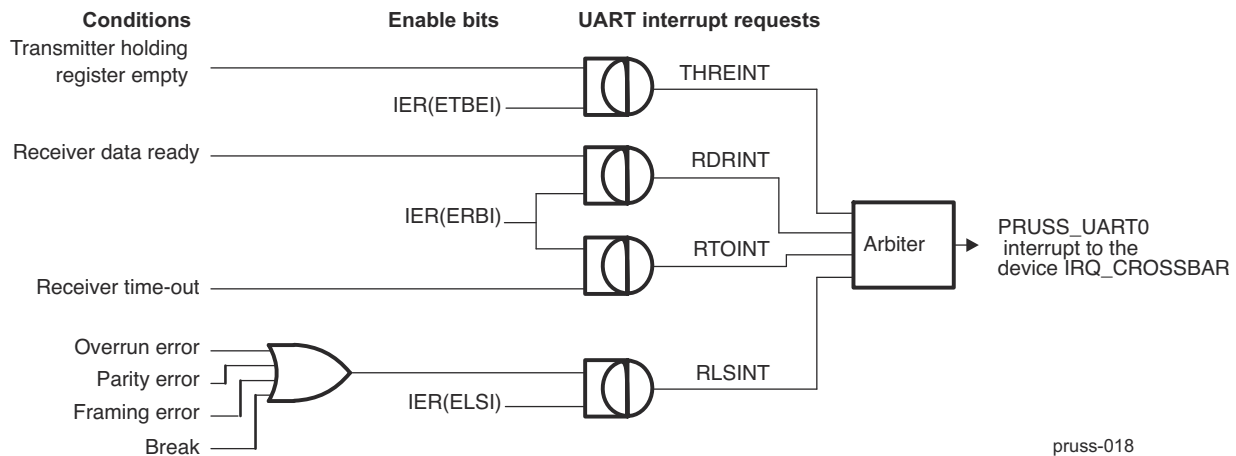 Conditions
Enable bits
UART interrupt requests
Transmitter holding
register empty
THREINT
IER(ETBEI)
Receiver data ready
RDRINT
IER(ERBI)
Arbiter
PRUSS_UART0
interrupt to the
device IRQ_CROSSBAR
RTOINT
Receiver time-out
Overrun error
Parity error
Framing error
Break
RLSINT
IER(ELSI)
pruss-018